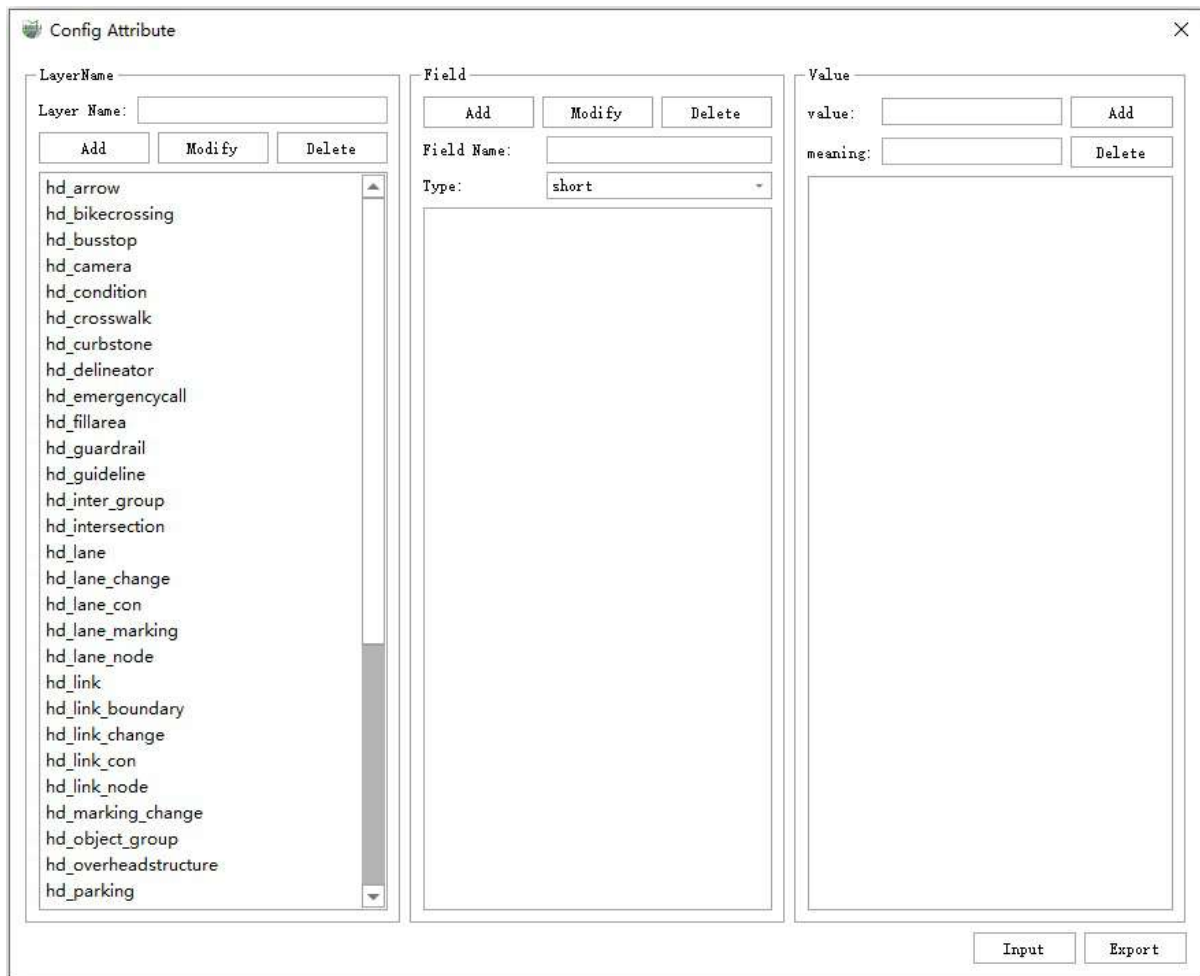 Config Attribute
LayerName
Layer Name:
Add Modify Delete
hd_arrow
hd_bikecrossing
hd_busstop
hd_camera
hd_condition
hd_crosswalk
hd_curbstone
hd_delineator
hd_emergencycall
hd_fillarea
hd_guardrail
hd_guideline
hd_inter_group
hd_intersection
hd_lane
hd_lane_change
hd_lane_con
hd_lane_marking
hd_lane_node
hd_link
hd_link_boundary
hd_link_change
hd_link_con
hd_link_node
hd_marking_change
hd_object_group
hd_overheadstructure
hd_parking
Field
Add Modify Delete
Field Name:
Type: short
Value
value: Add
meaning: Delete
Input Export